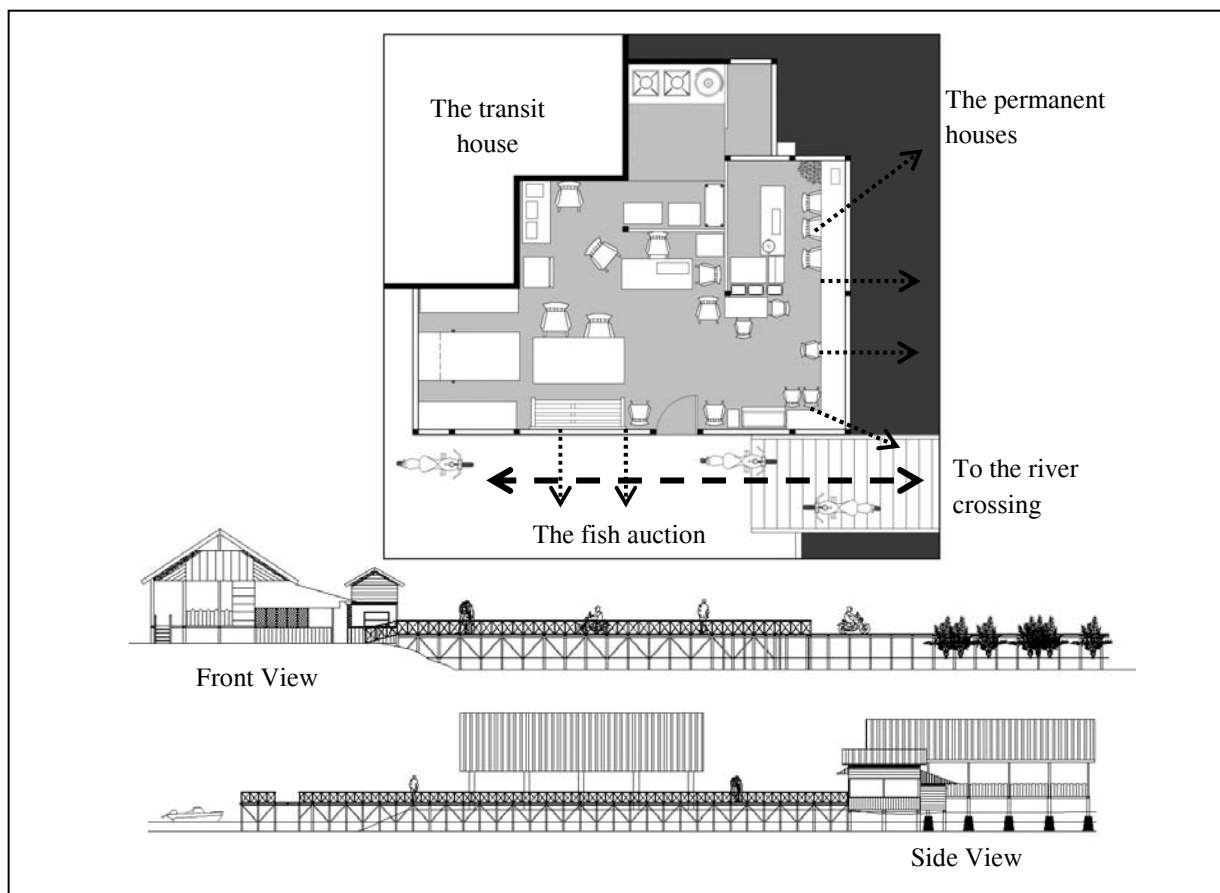 The transit
house
The permanent
houses
To the river
crossing
The fish auction
Front View
Side View